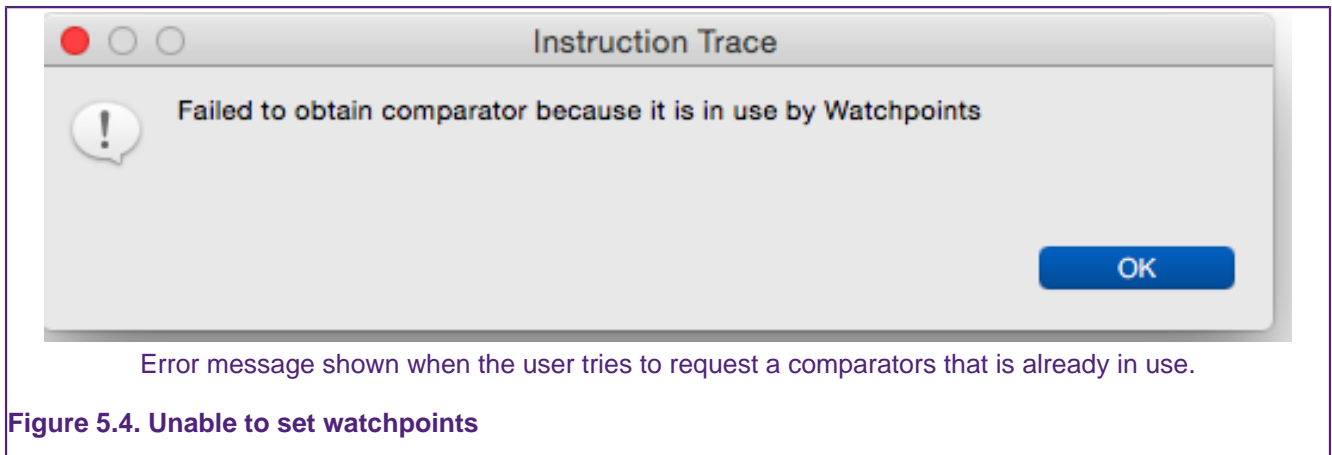 Instruction Trace
Failed to obtain comparator because it is in use by Watchpoints
OK
Error message shown when the user tries to request a comparators that is already in use.
Figure 5.4. Unable to set watchpoints